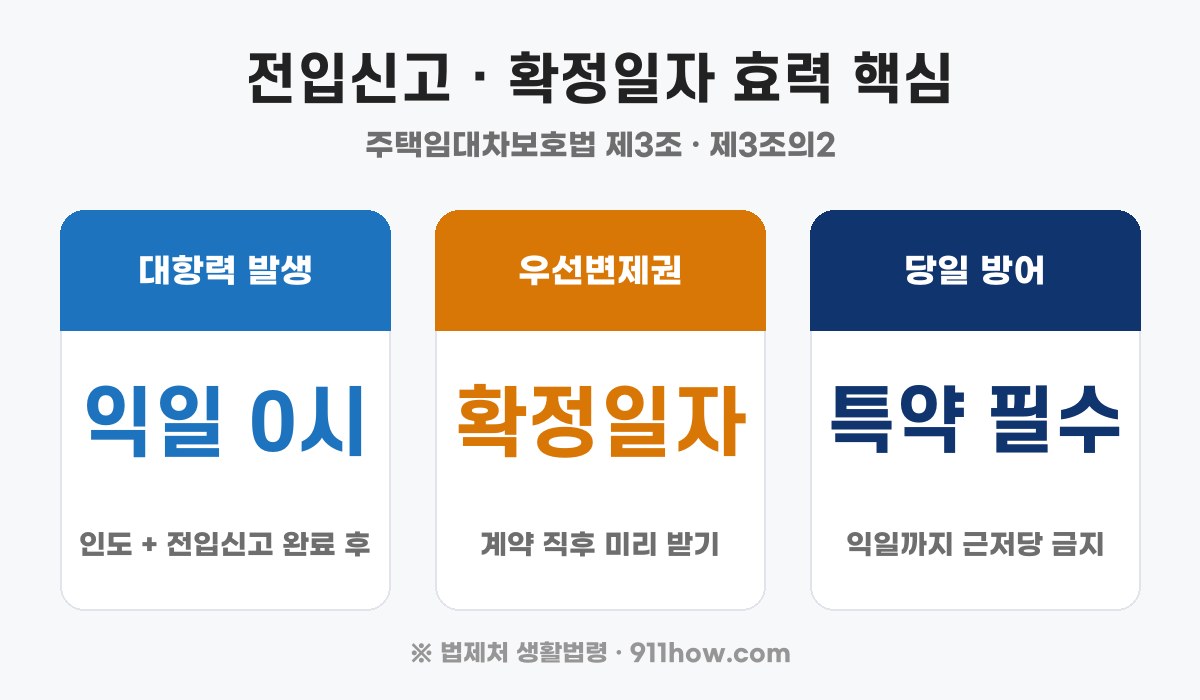 전입신고 · 확정일자 효력 핵심
주택임대차보호법 제3조 · 제3조의2
대항력 발생
익일 0시
인도 + 전입신고 완료 후
우선변제권
확정일자
계약 직후 미리 받기
당일 방어
특약 필수
익일까지 근저당 금지
※ 법제처 생활법령 · 911how.com